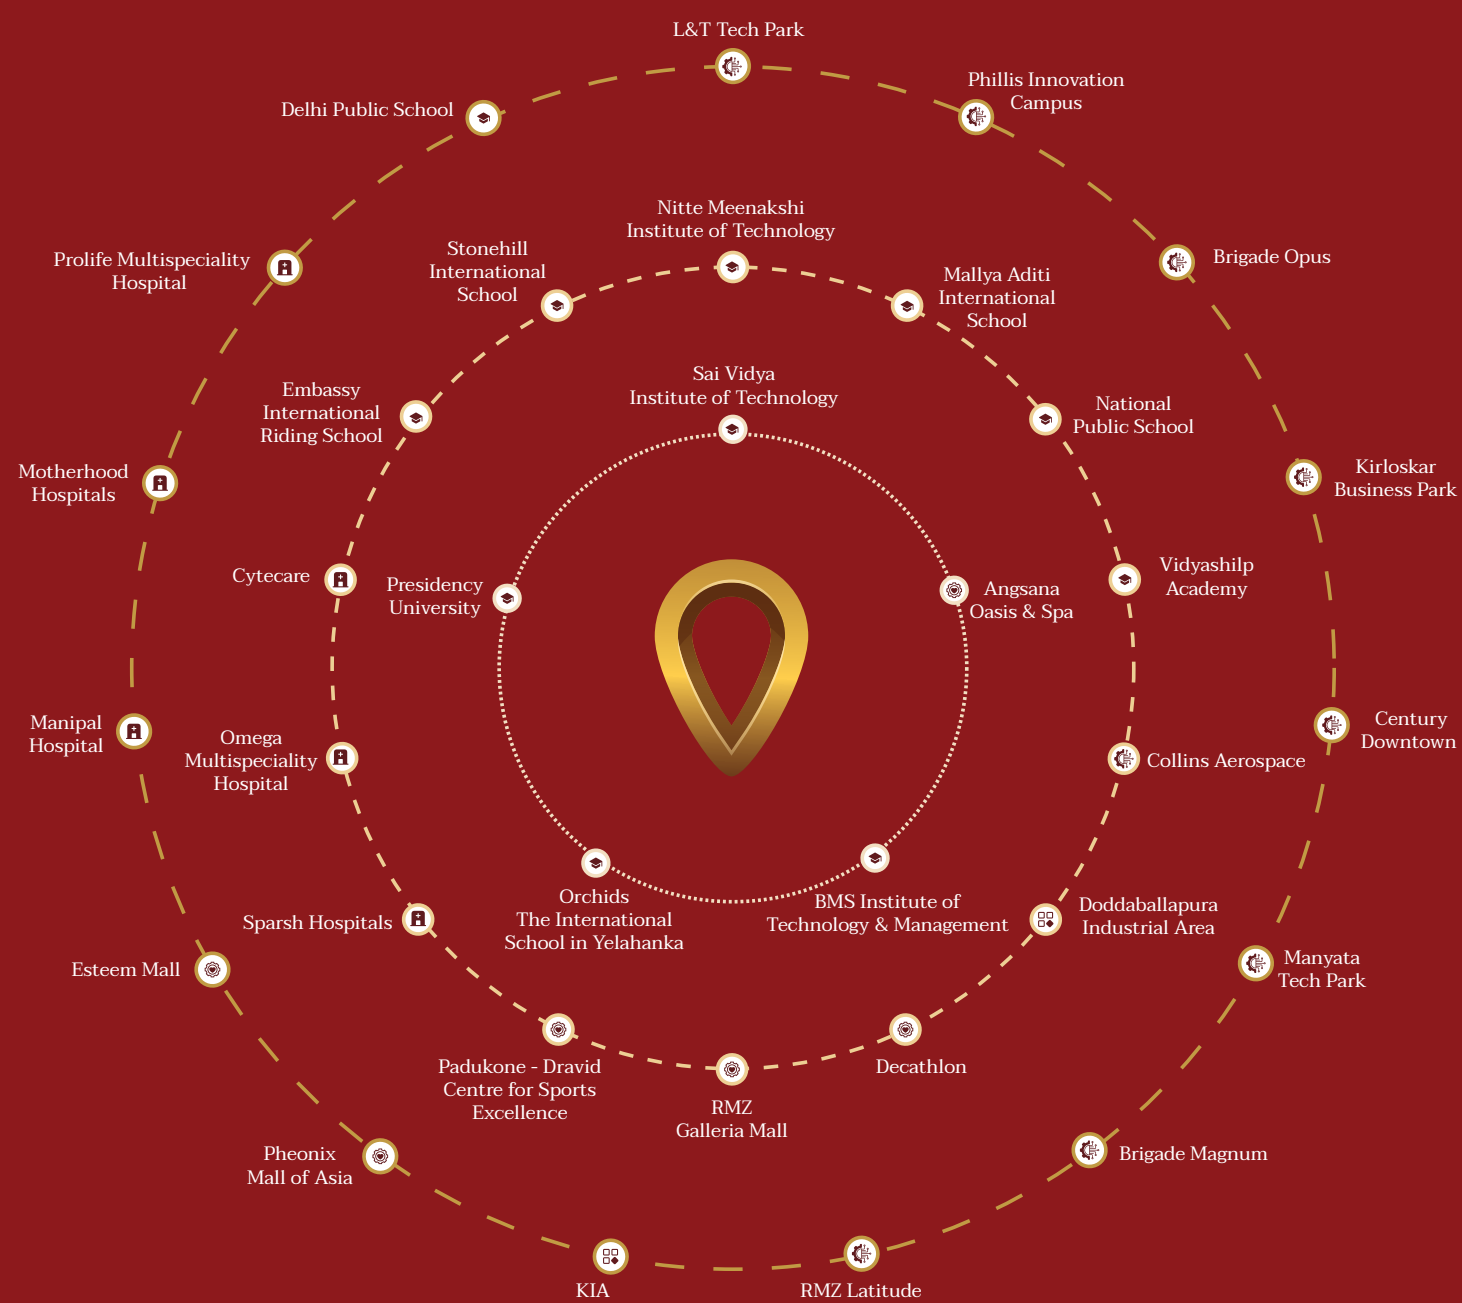 L&T Tech Park
Phillis Innovation
Campus
Delhi Public School
Nitte Meenakshi
Institute of Technology
Stonehill
International
School
Mallya Aditi
International
School
Prolife Multispeciality
Hospital
Brigade Opus
Sai Vidya
Institute of Technology
Embassy
International
Riding School
National
Public School
Motherhood
Hospitals
Kirloskar
Business Park
Cytecare
Presidency
University
Angsana
Oasis & Spa
Vidyashilp
Academy
Manipal
Hospital
Omega
Multispeciality
Hospital
Collins Aerospace
Century
Downtown
Orchids
The International
School in Yelahanka
BMS Institute of
Technology & Management
Sparsh Hospitals
Doddaballapura
Industrial Area
Esteem Mall
Manyata
Tech Park
Padukone - Dravid
Centre for Sports
Excellence
RMZ
Galleria Mall
Decathlon
Pheonix
Mall of Asia
Brigade Magnum
KIA
RMZ Latitude